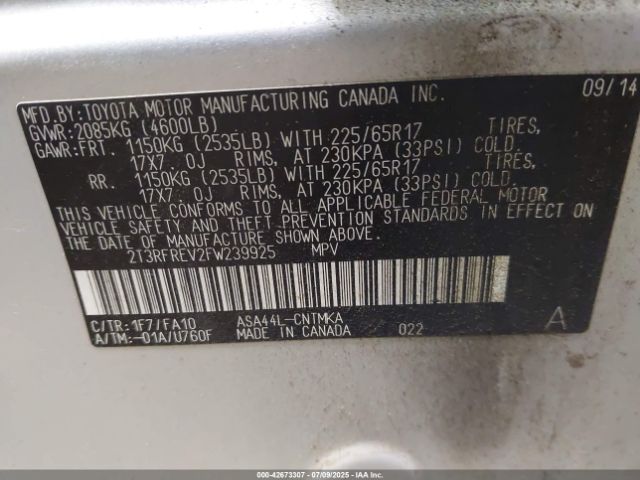 MFD.BY:TOYOTA MOTOR MANUFACTURING CANADA INC. 09/14
GVWR:2085KG (4600LB)
GAWR:FRT. 1150KG (2535LB) WITH 225/65R17 TIRES,
17X7.0J RIMS, AT 230KPA (33PSI) COLD.
RR. 1150KG (2535LB) WITH 225/65R17 TIRES,
17X7.0J RIMS, AT 230KPA (33PSI) COLD.
THIS VEHICLE CONFORMS TO ALL APPLICABLE FEDERAL MOTOR
VEHICLE SAFETY AND THEFT PREVENTION STANDARDS IN EFFECT ON
THE DATE OF MANUFACTURE SHOWN ABOVE.
2T3RFREV2FW239925 MPV
C/TR:1F7/FA10 ASA44L-CNTMKA
A/TM:-01A/U760F MADE IN CANADA 022 A
000-42673307 - 07/09/2025 - IAAI.COM